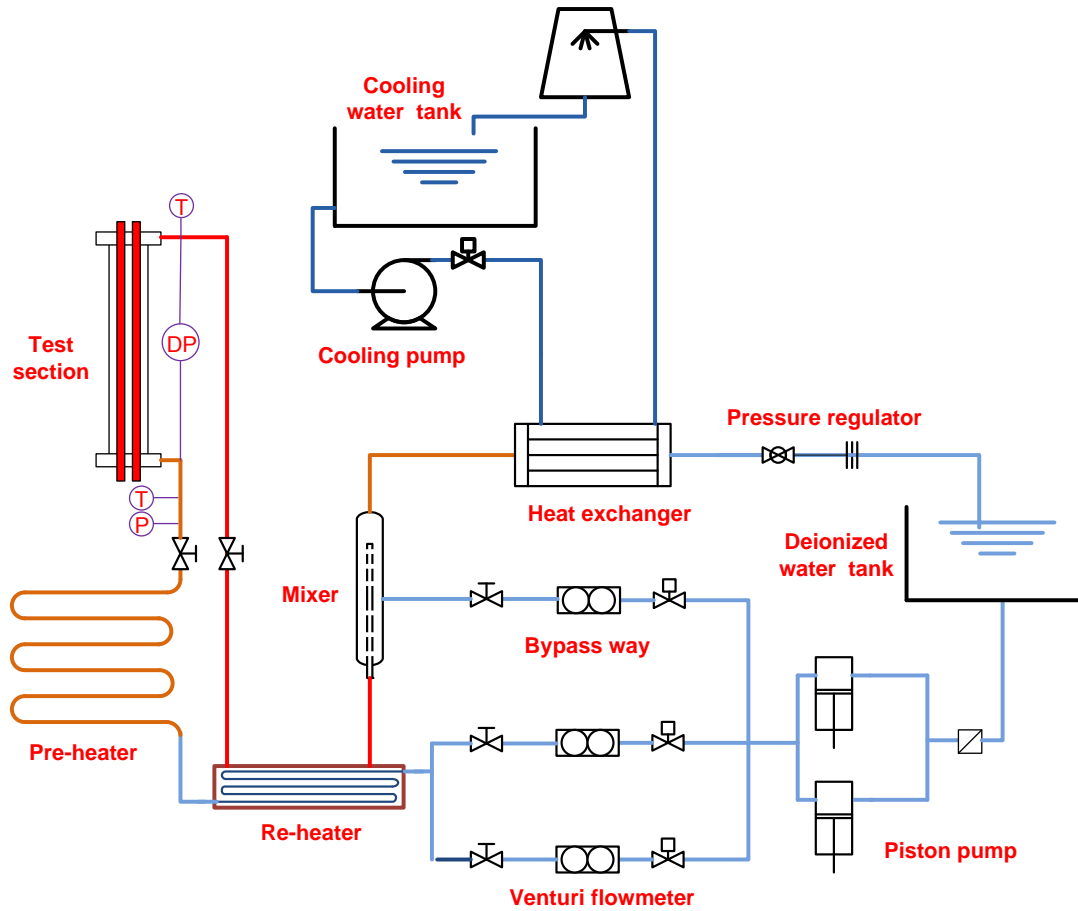 Cooling
water tank
T
DP
Test
section
Cooling pump
Pressure regulator
T
P
Heat exchanger
Deionized
water tank
Mixer
Bypass way
Pre-heater
Re-heater
Piston pump
Venturi flowmeter